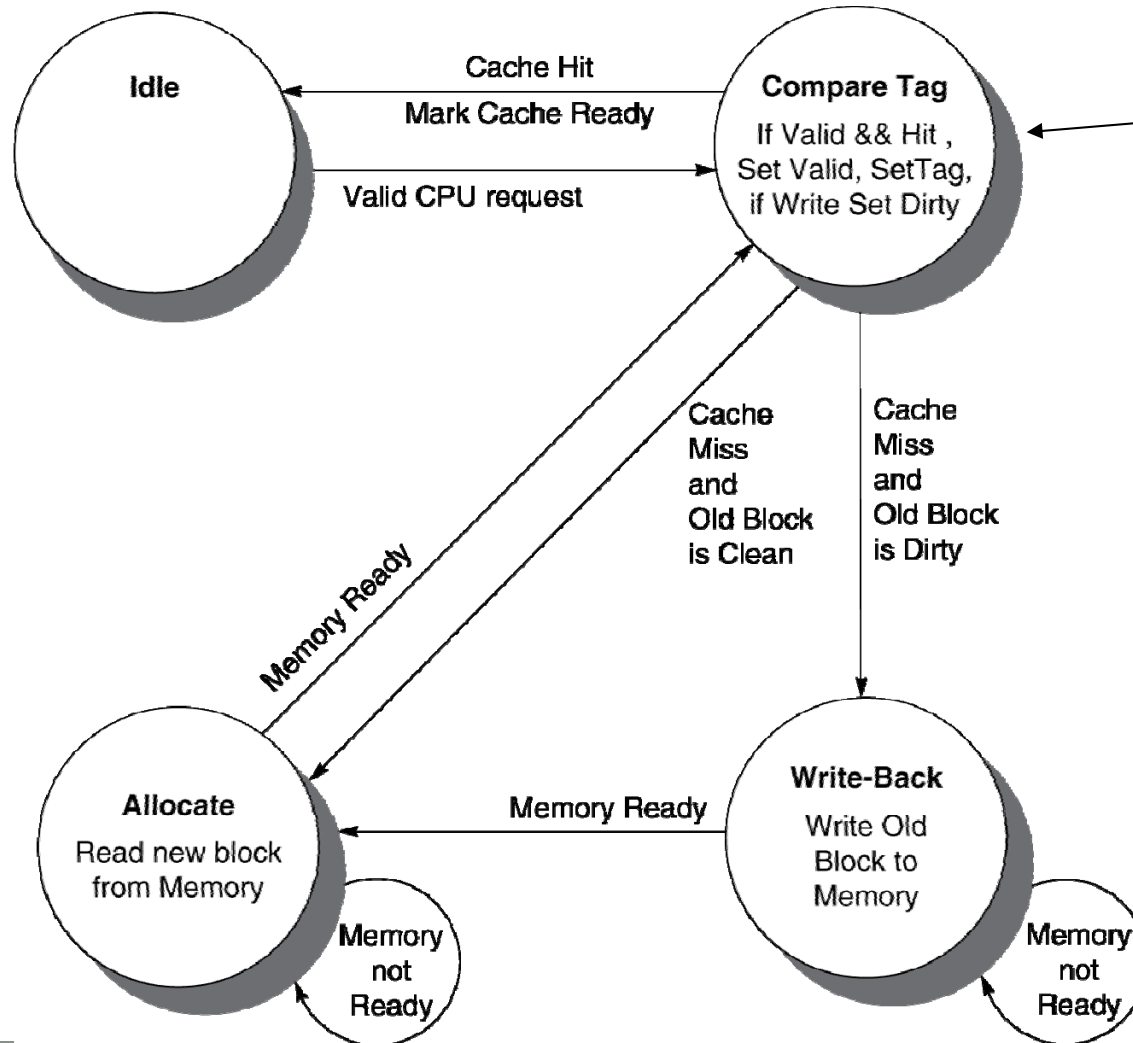 Idle
Cache Hit
Mark Cache Ready
Valid CPU request
Compare Tag
If Valid && Hit ,
Set Valid, SetTag,
if Write Set Dirty
Cache
Miss
and
Old Block
is Clean
Cache
Miss
and
Old Block
is Dirty
Memory Ready
Allocate
Read new block
from Memory
Memory
not
Ready
Memory Ready
Write-Back
Write Old
Block to
Memory
Memory
not
Ready